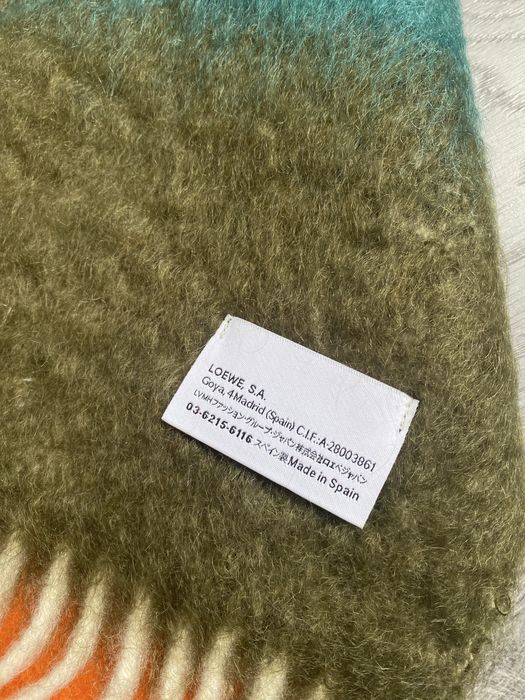 LOEWE, S.A.
Goya, 4 Madrid (Spain) C.I.F.:A-28003861
LVMHファッション・グループ・ジャパン株式会社ロエベジャパン
03-6215-6116 スペイン製 Made in Spain